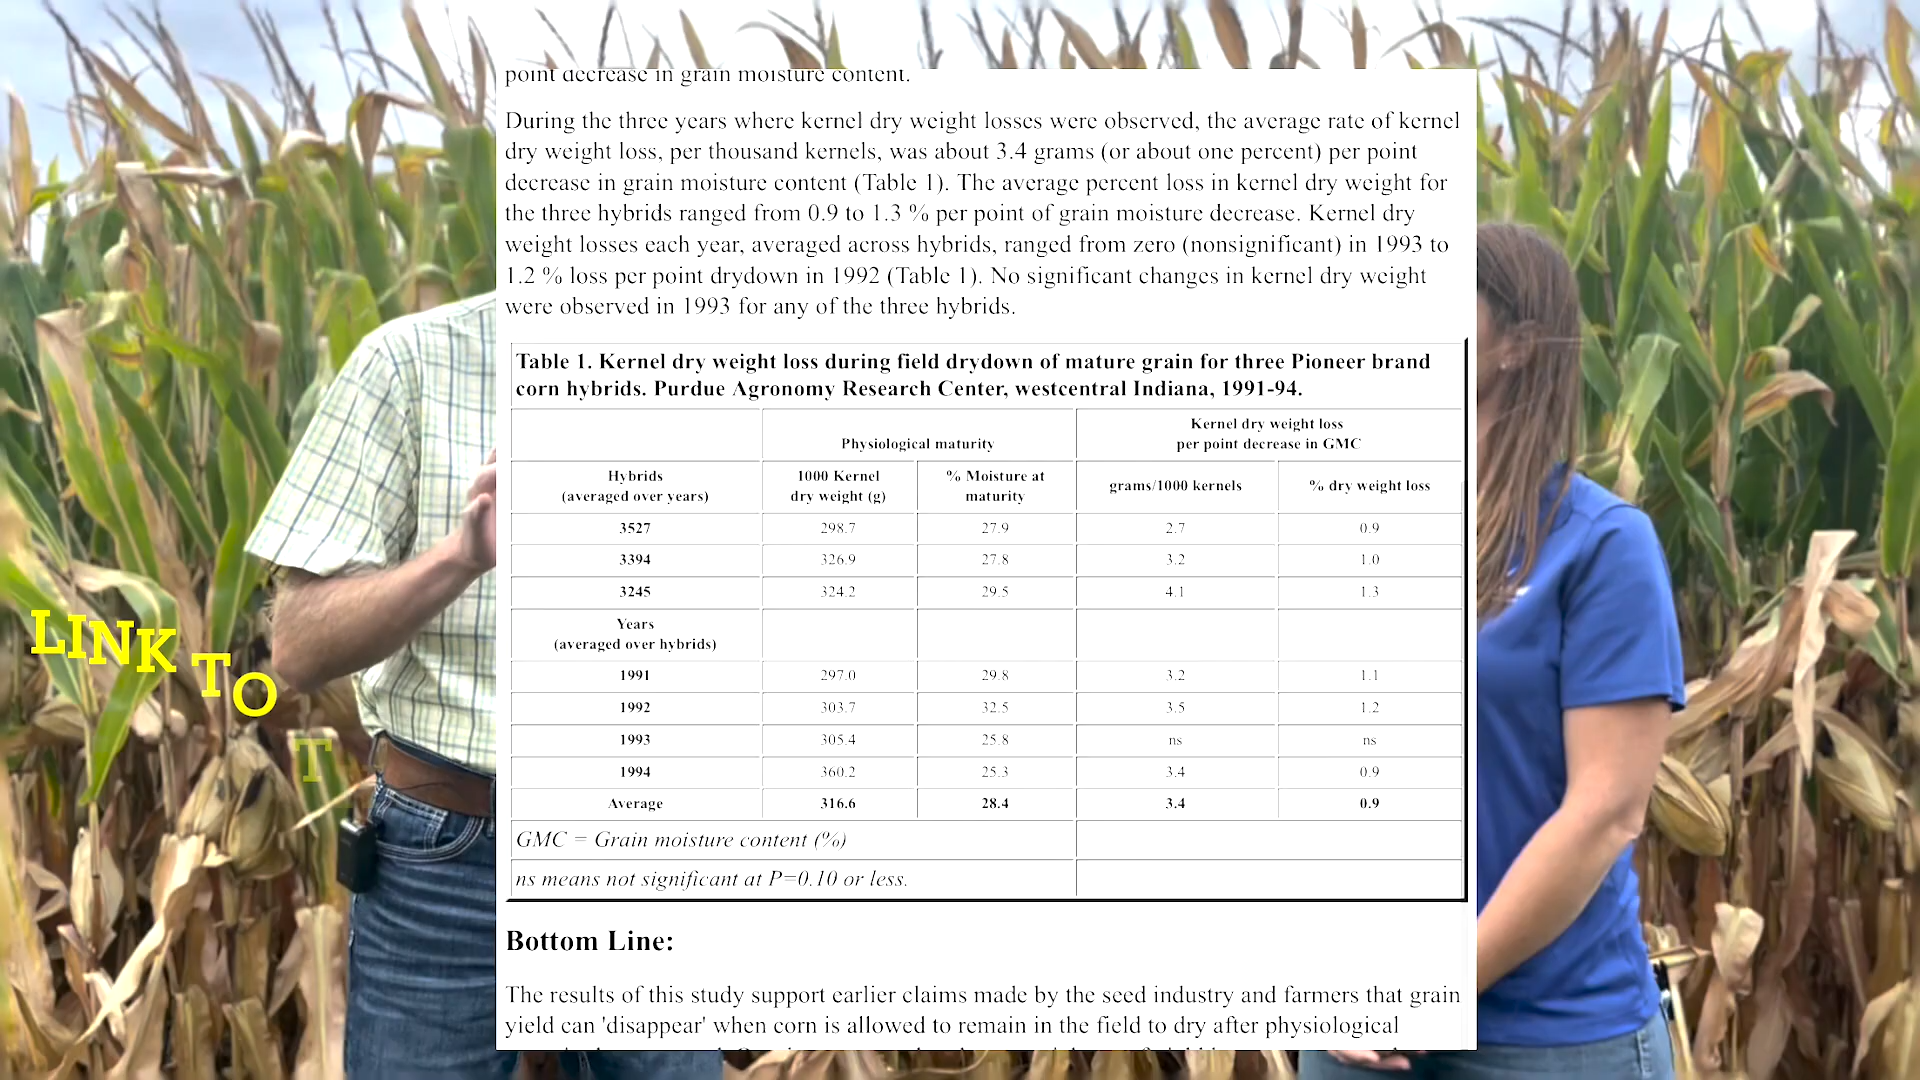 point decrease in grain moisture content.
During the three years where kernel dry weight losses were observed, the average rate of kernel
dry weight loss, per thousand kernels, was about 3.4 grams (or about one percent) per point
decrease in grain moisture content (Table 1). The average percent loss in kernel dry weight for
the three hybrids ranged from 0.9 to 1.3 % per point of grain moisture decrease. Kernel dry
weight losses each year, averaged across hybrids, ranged from zero (nonsignificant) in 1993 to
1.2 % loss per point drydown in 1992 (Table 1). No significant changes in kernel dry weight
were observed in 1993 for any of the three hybrids.
Table 1. Kernel dry weight loss during field drydown of mature grain for three Pioneer brand
corn hybrids. Purdue Agronomy Research Center, westcentral Indiana, 1991-94.
Physiological maturity
Kernel dry weight loss
per point decrease in GMC
Hybrids
(averaged over years)
1000 Kernel
dry weight (g)
% Moisture at
maturity
grams/1000 kernels
% dry weight loss
3527 298.7 27.9 2.7 0.9
3394 326.9 27.8 3.2 1.0
3245 324.2 29.5 4.1 1.3
Years
(averaged over hybrids)
1991 297.0 29.8 3.2 1.1
1992 303.7 32.5 3.5 1.2
1993 305.4 25.8 ns ns
1994 360.2 25.3 3.4 0.9
Average 316.6 28.4 3.4 0.9
GMC = Grain moisture content (%)
ns means not significant at P=0.10 or less.
Bottom Line:
The results of this study support earlier claims made by the seed industry and farmers that grain
yield can 'disappear' when corn is allowed to remain in the field to dry after physiological
LINK TO T